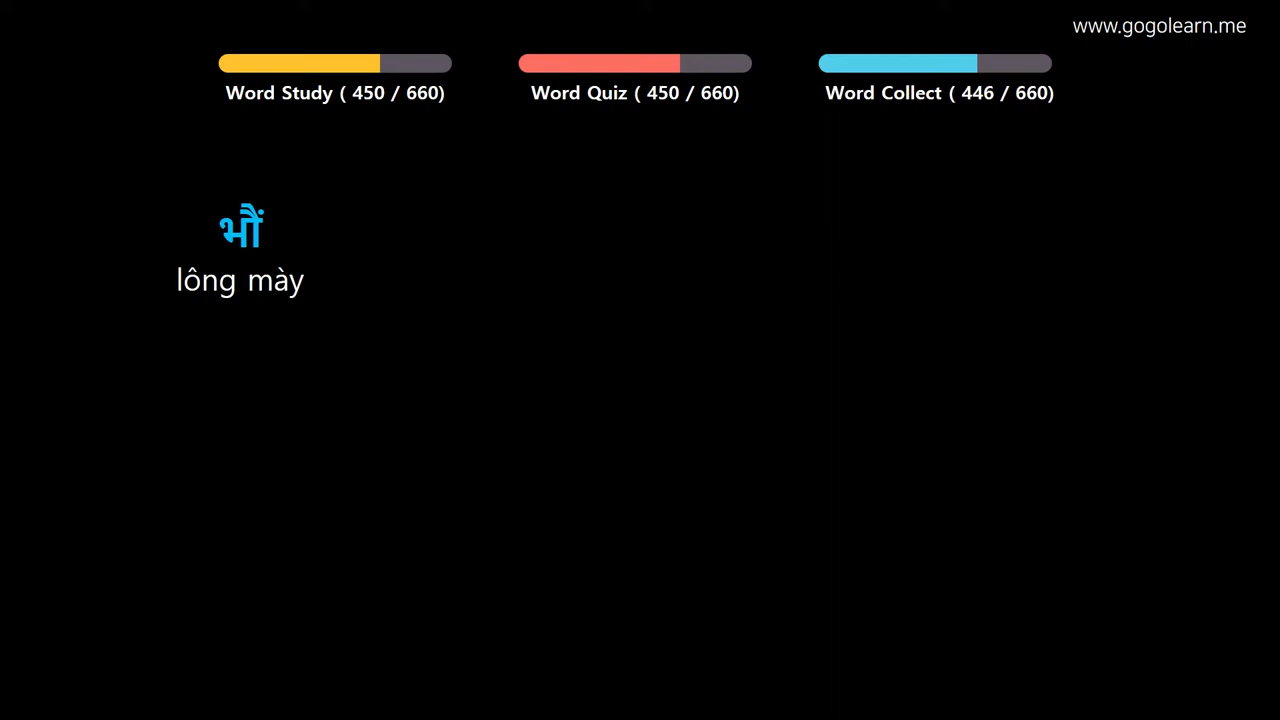 www.gogolearn.me
Word Study ( 450 / 660)
Word Quiz ( 450 / 660)
Word Collect ( 446 / 660)
भौं
lông mày